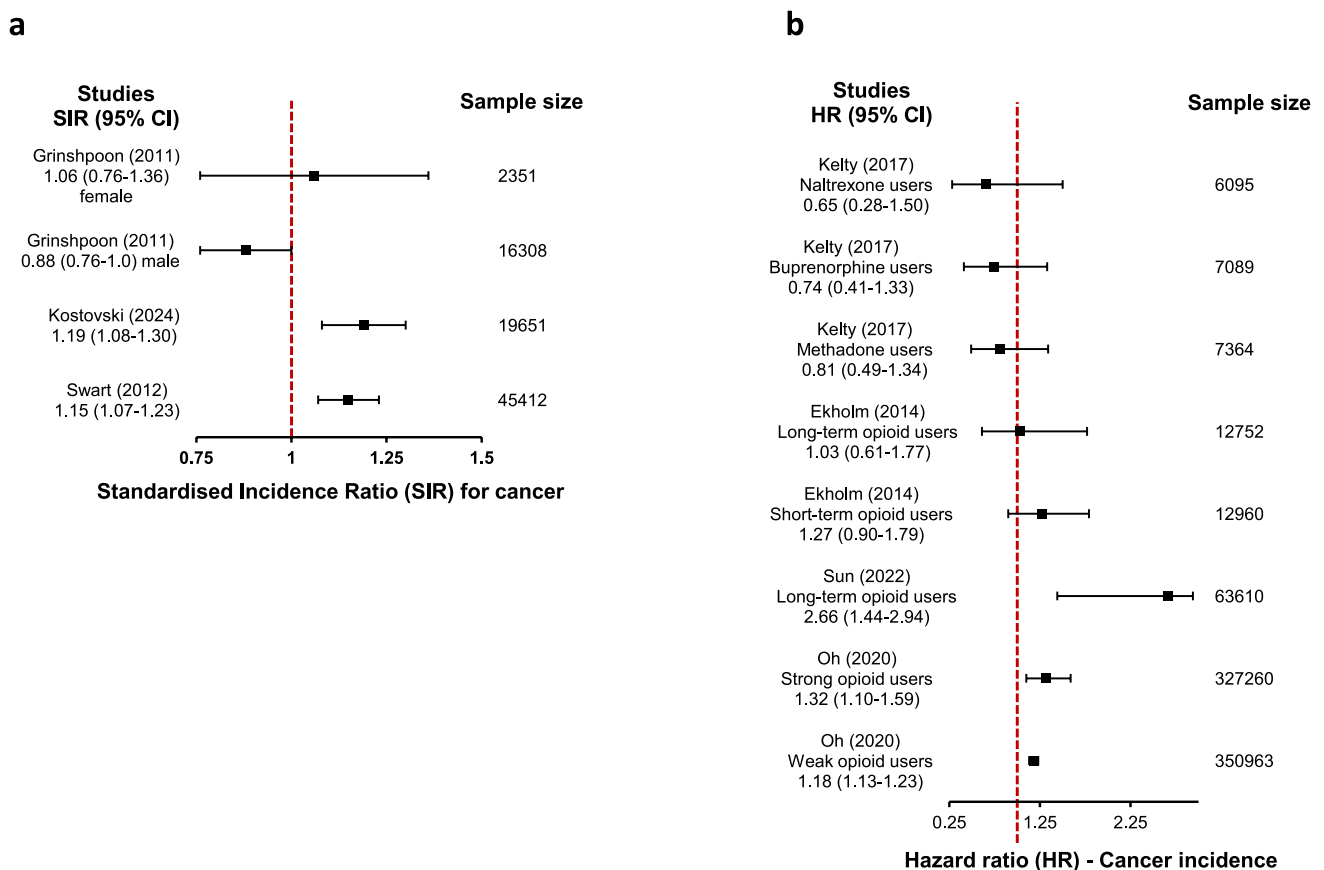 a
Studies
SIR (95% CI)
Sample size
Grinshpoon (2011)
1.06 (0.76-1.36)
female
2351
Grinshpoon (2011)
0.88 (0.76-1.0) male
16308
Kostovski (2024)
1.19 (1.08-1.30)
19651
Swart (2012)
1.15 (1.07-1.23)
45412
0.75 1 1.25 1.5
Standardised Incidence Ratio (SIR) for cancer
b
Studies
HR (95% CI)
Sample size
Kelty (2017)
Naltrexone users
0.65 (0.28-1.50)
6095
Kelty (2017)
Buprenorphine users
0.74 (0.41-1.33)
7089
Kelty (2017)
Methadone users
0.81 (0.49-1.34)
7364
Ekholm (2014)
Long-term opioid users
1.03 (0.61-1.77)
12752
Ekholm (2014)
Short-term opioid users
1.27 (0.90-1.79)
12960
Sun (2022)
Long-term opioid users
2.66 (1.44-2.94)
63610
Oh (2020)
Strong opioid users
1.32 (1.10-1.59)
327260
Oh (2020)
Weak opioid users
1.18 (1.13-1.23)
350963
0.25 1.25 2.25
Hazard ratio (HR) - Cancer incidence